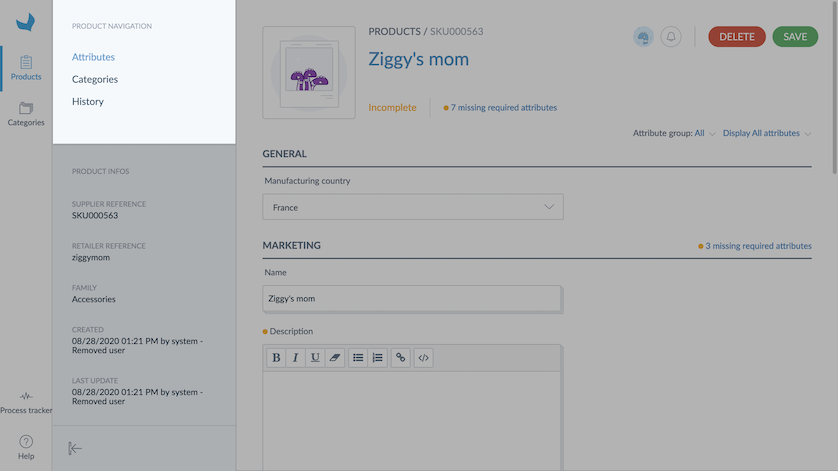 PRODUCT NAVIGATION
Attributes
Categories
History
Products
Categories
Process tracker
Help
PRODUCT INFOS
SUPPLIER REFERENCE
SKU000563
RETAILER REFERENCE
ziggymom
FAMILY
Accessories
CREATED
08/28/2020 01:21 PM by system -
Removed user
LAST UPDATE
08/28/2020 01:21 PM by system -
Removed user
PRODUCTS / SKU000563
DELETE
SAVE
Ziggy's mom
Incomplete
7 missing required attributes
Attribute group: All
Display All attributes
GENERAL
Manufacturing country
France
MARKETING
3 missing required attributes
Name
Ziggy's mom
Description
B I U </>